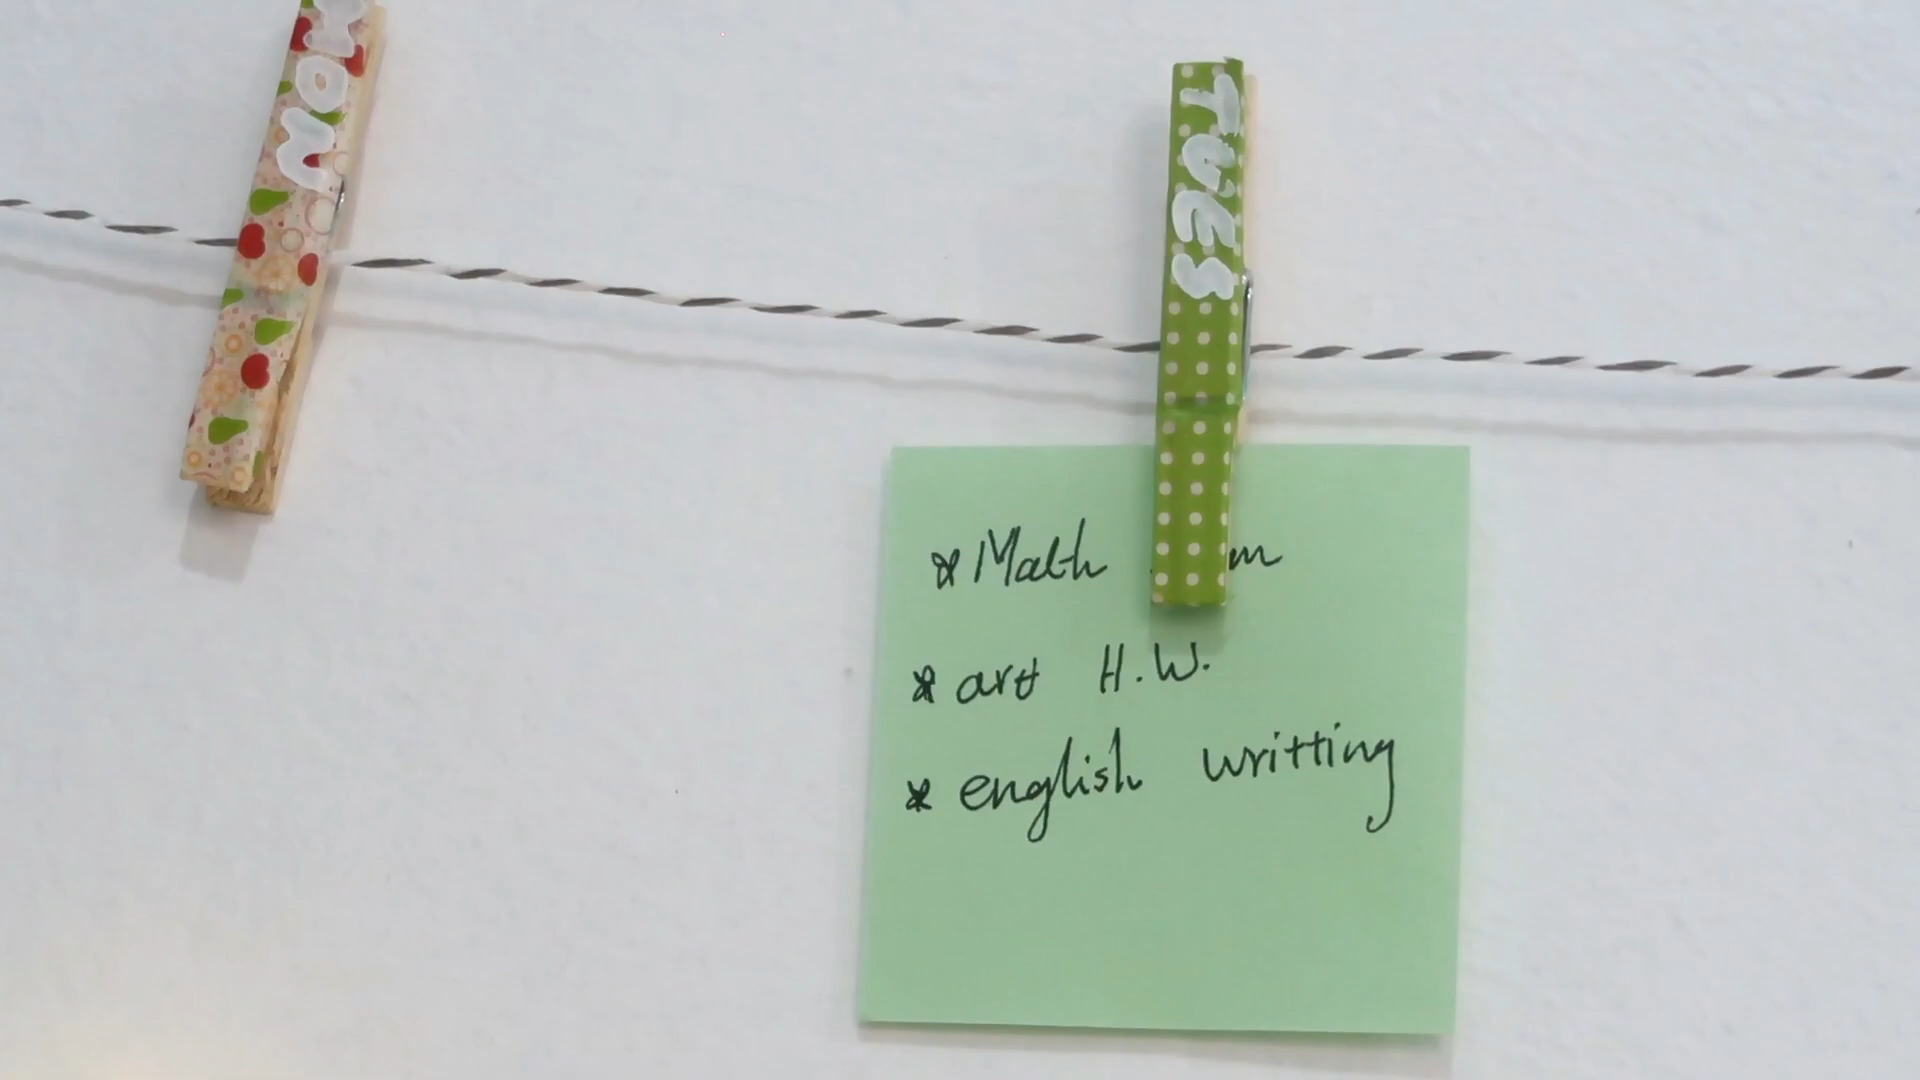 MON
TUES
* Math
* art H.W.
* english writting